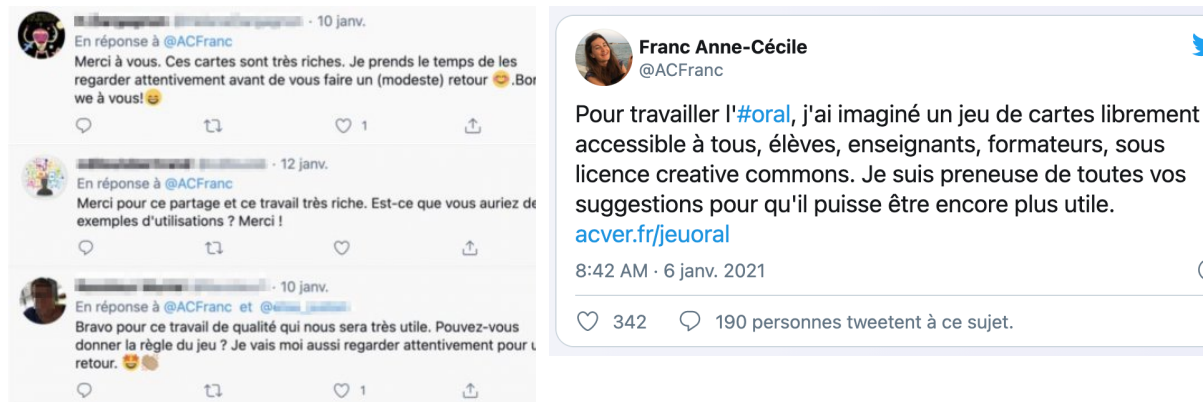 · 10 janv.
En réponse à @ACFranc
Merci à vous. Ces cartes sont très riches. Je prends le temps de les
regarder attentivement avant de vous faire un (modeste) retour 😊.Bor
we à vous!😄
1
· 12 janv.
En réponse à @ACFranc
Merci pour ce partage et ce travail très riche. Est-ce que vous auriez de
exemples d'utilisations ? Merci !
· 10 janv.
En réponse à @ACFranc et @
Bravo pour ce travail de qualité qui nous sera très utile. Pouvez-vous
donner la règle du jeu ? Je vais moi aussi regarder attentivement pour u
retour. 🤩👏🏼
1
Franc Anne-Cécile
@ACFranc
Pour travailler l'#oral, j'ai imaginé un jeu de cartes librement
accessible à tous, élèves, enseignants, formateurs, sous
licence creative commons. Je suis preneuse de toutes vos
suggestions pour qu'il puisse être encore plus utile.
acver.fr/jeuoral
8:42 AM · 6 janv. 2021
342 190 personnes tweetent à ce sujet.